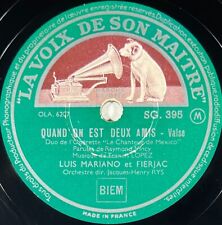 "LA VOIX DE SON MAITRE"
OLA. 6327
SG. 395
M
QUAND ON EST DEUX AMIS - Valse
Duo de l'Opérette "Le Chanteur de Mexico"
Paroles de Raymond Vincy
Musique de Francis LOPEZ
LUIS MARIANO et FIERJAC
Orchestre dir. Jacques-Henry RYS
BIEM
MADE IN FRANCE